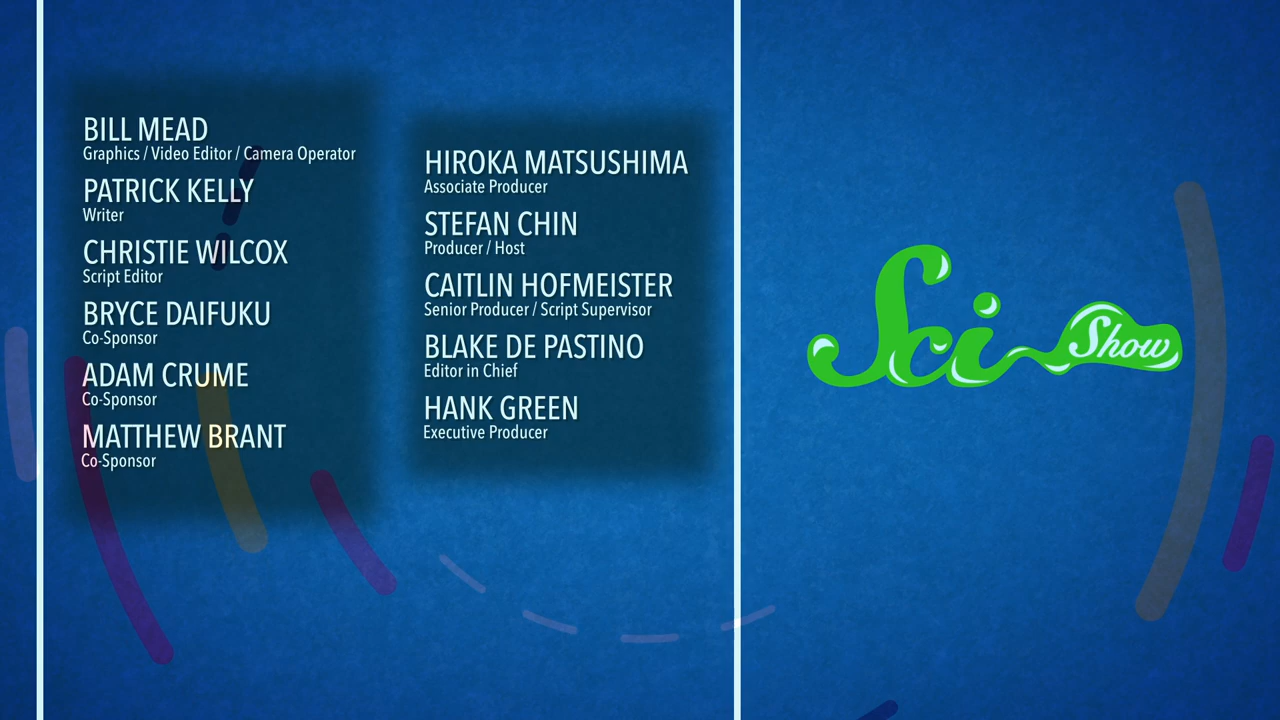 BILL MEAD
Graphics / Video Editor / Camera Operator
PATRICK KELLY
Writer
CHRISTIE WILCOX
Script Editor
BRYCE DAIFUKU
Co-Sponsor
ADAM CRUME
Co-Sponsor
MATTHEW BRANT
Co-Sponsor
HIROKA MATSUSHIMA
Associate Producer
STEFAN CHIN
Producer / Host
CAITLIN HOFMEISTER
Senior Producer / Script Supervisor
BLAKE DE PASTINO
Editor in Chief
HANK GREEN
Executive Producer
Sci Show